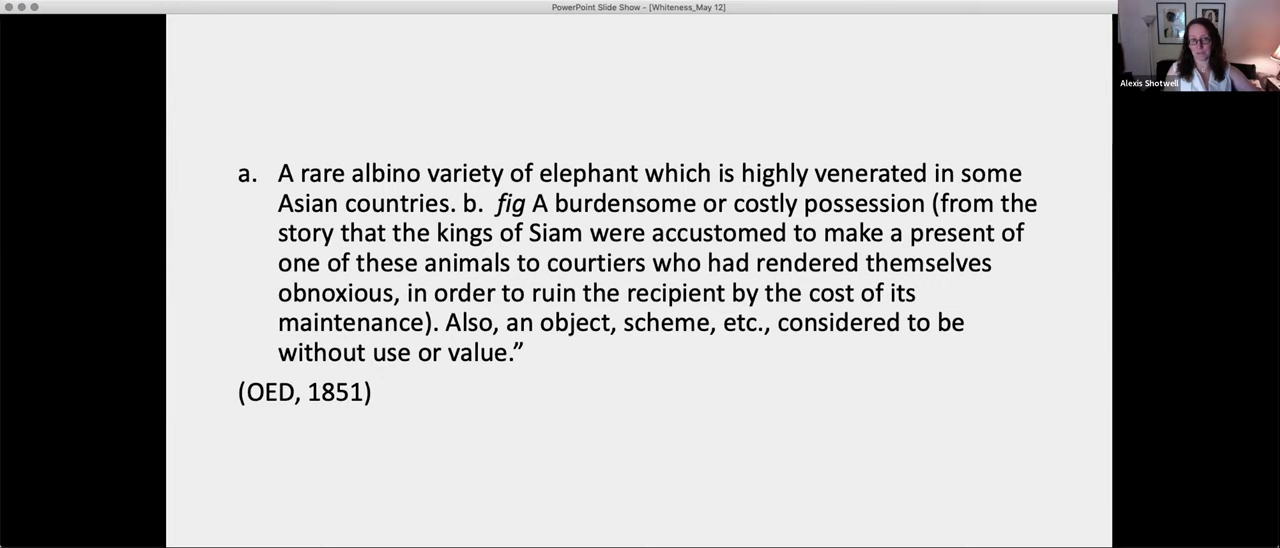 PowerPoint Slide Show - [Whiteness_May 12]
Alexis Shotwell
a. A rare albino variety of elephant which is highly venerated in some
Asian countries. b. fig A burdensome or costly possession (from the
story that the kings of Siam were accustomed to make a present of
one of these animals to courtiers who had rendered themselves
obnoxious, in order to ruin the recipient by the cost of its
maintenance). Also, an object, scheme, etc., considered to be
without use or value.”
(OED, 1851)